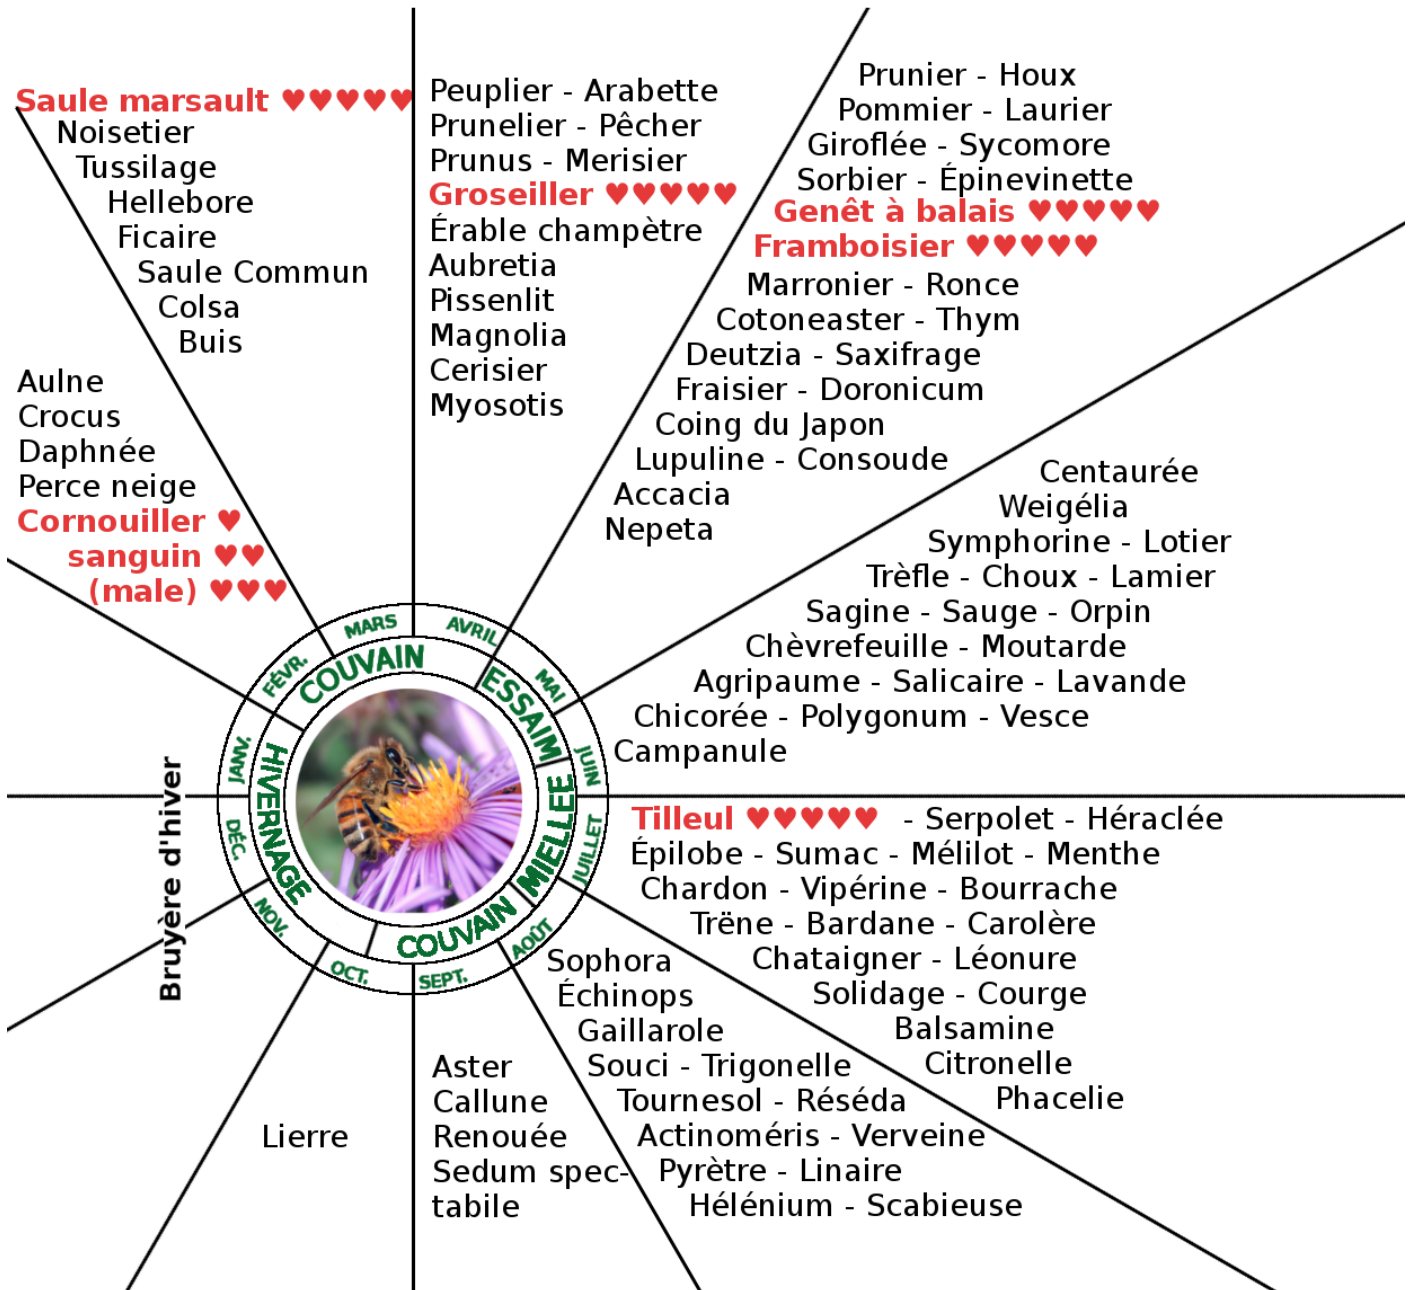 Saule marsault ♥♥♥♥♥
Noisetier
Tussilage
Hellebore
Ficaire
Saule Commun
Colsa
Buis
Peuplier - Arabette
Prunelier - Pêcher
Prunus - Merisier
Groseiller ♥♥♥♥♥
Érable champètre
Aubretia
Pissenlit
Magnolia
Cerisier
Myosotis
Prunier - Houx
Pommier - Laurier
Giroflée - Sycomore
Sorbier - Épinevinette
Genêt à balais ♥♥♥♥♥
Framboisier ♥♥♥♥♥
Marronier - Ronce
Cotoneaster - Thym
Deutzia - Saxifrage
Fraisier - Doronicum
Coing du Japon
Lupuline - Consoude
Accacia
Nepeta
Aulne
Crocus
Daphnée
Perce neige
Cornouiller ♥
sanguin ♥♥
(male) ♥♥♥
Centaurée
Weigélia
Symphorine - Lotier
Trèfle - Choux - Lamier
Sagine - Sauge - Orpin
Chèvrefeuille - Moutarde
Agripaume - Salicaire - Lavande
Chicorée - Polygonum - Vesce
Campanule
JANV.
FÉVR.
MARS
AVRIL
MAI
JUIN
JUILLET
AOÛT
SEPT.
OCT.
NOV.
DÉC.
HIVERNAGE
COUVAIN
ESSAIM
MIELLEE
COUVAIN
Bruyère d'hiver
Tilleul ♥♥♥♥♥ - Serpolet - Héraclée
Épilobe - Sumac - Mélilot - Menthe
Chardon - Vipérine - Bourrache
Trëne - Bardane - Carolère
Chataigner - Léonure
Solidage - Courge
Balsamine
Citronelle
Phacelie
Sophora
Échinops
Gaillarole
Souci - Trigonelle
Tournesol - Réséda
Actinoméris - Verveine
Pyrètre - Linaire
Hélénium - Scabieuse
Aster
Callune
Renouée
Sedum spec-
tabile
Lierre